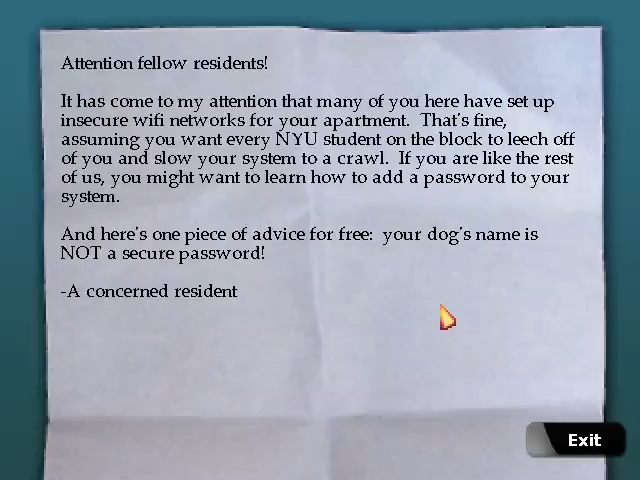 Attention fellow residents!
It has come to my attention that many of you here have set up
insecure wifi networks for your apartment.  That's fine,
assuming you want every NYU student on the block to leech off
of you and slow your system to a crawl.  If you are like the rest
of us, you might want to learn how to add a password to your
system.
And here's one piece of advice for free:  your dog's name is
NOT a secure password!
-A concerned resident
Exit